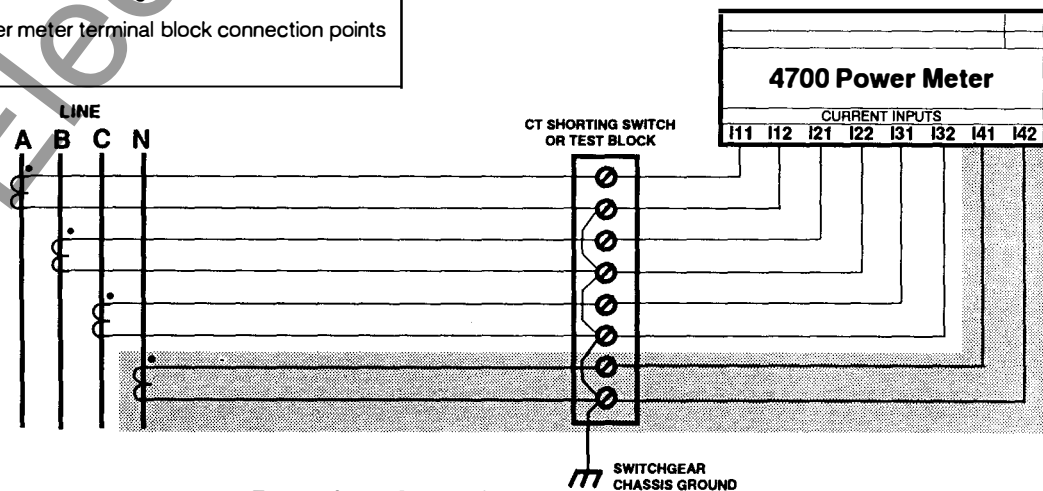 er meter terminal block connection points
4700 Power Meter
CURRENT INPUTS
I11 I12 I21 I22 I31 I32 I41 I42
LINE
A B C N
CT SHORTING SWITCH
OR TEST BLOCK
SWITCHGEAR
CHASSIS GROUND